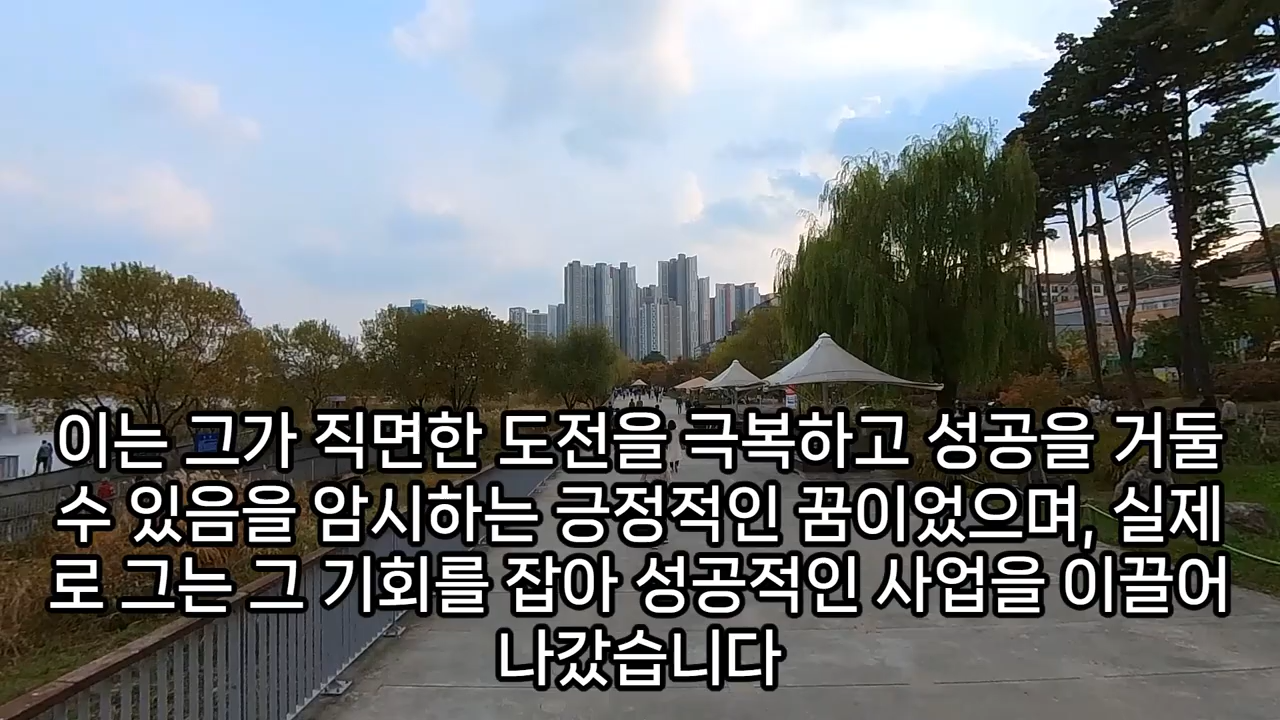 이는 그가 직면한 도전을 극복하고 성공을 거둘
수 있음을 암시하는 긍정적인 꿈이었으며, 실제
로 그는 그 기회를 잡아 성공적인 사업을 이끌어
나갔습니다